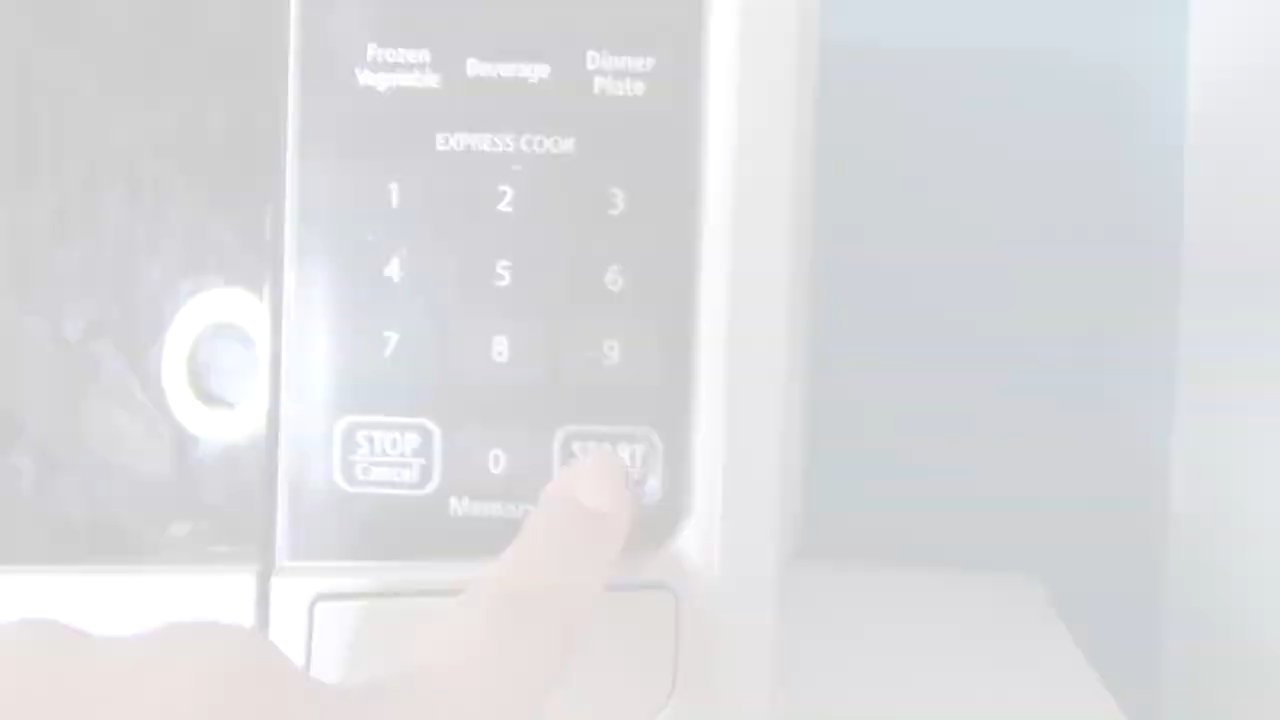 Frozen Beverage Dinner
Vegetable Plate
EXPRESS COOK
1 2 3
4 5 6
7 8 9
STOP 0 START
Cancel